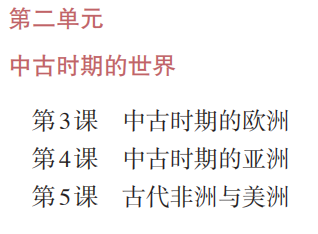 第二单元
中古时期的世界
第3课 中古时期的欧洲
第4课 中古时期的亚洲
第5课 古代非洲与美洲